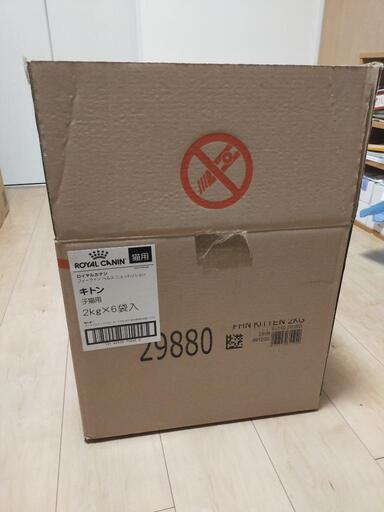 ROYAL CANIN
猫用
ロイヤルカナン
フィーライン ヘルス ニュートリション
キトン
子猫用
2kg×6袋入
FHN KITTEN 2KG
29880